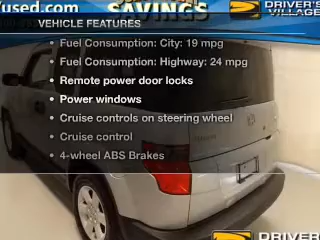 /used.com
SAVINGS
DRIVER'S
VILLAGE
VEHICLE FEATURES
Fuel Consumption: City: 19 mpg
Fuel Consumption: Highway: 24 mpg
Remote power door locks
Power windows
Cruise controls on steering wheel
Cruise control
4-wheel ABS Brakes
DRIVER'S